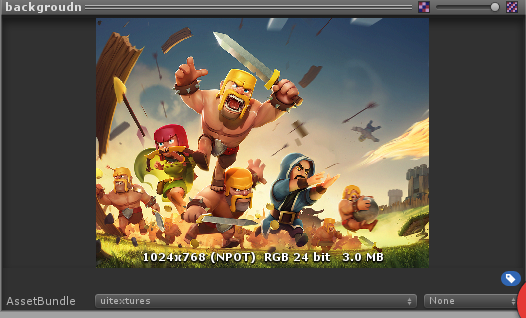 backgroudn
1024x768 (NPOT)  RGB 24 bit   3.0 MB
AssetBundle uitextures None